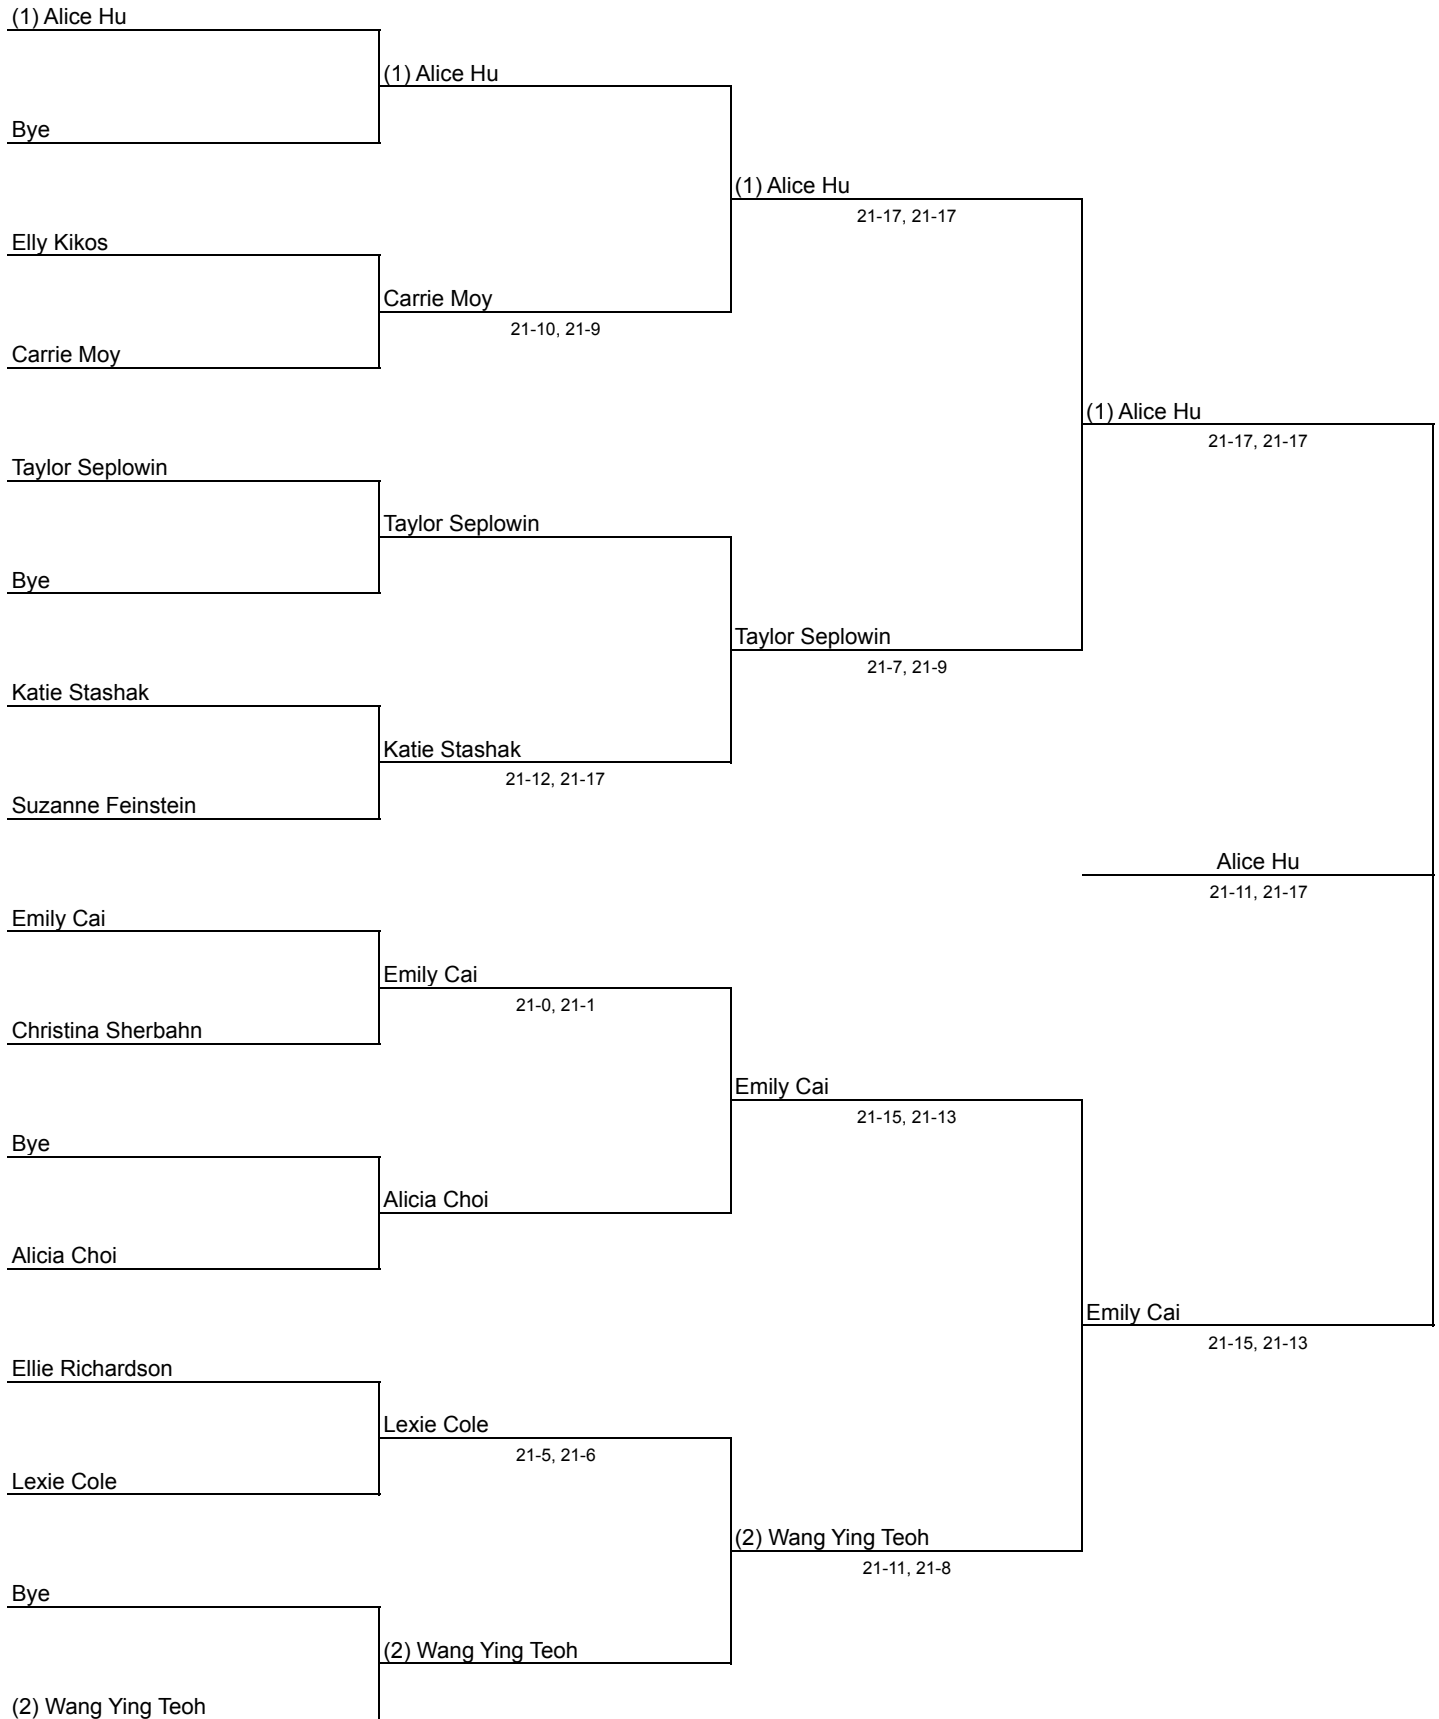 (1) Alice Hu
(1) Alice Hu
Bye
(1) Alice Hu
21-17, 21-17
Elly Kikos
Carrie Moy
21-10, 21-9
Carrie Moy
(1) Alice Hu
21-17, 21-17
Taylor Seplowin
Taylor Seplowin
Bye
Taylor Seplowin
21-7, 21-9
Katie Stashak
Katie Stashak
21-12, 21-17
Suzanne Feinstein
Alice Hu
21-11, 21-17
Emily Cai
Emily Cai
21-0, 21-1
Christina Sherbahn
Emily Cai
21-15, 21-13
Bye
Alicia Choi
Alicia Choi
Emily Cai
21-15, 21-13
Ellie Richardson
Lexie Cole
21-5, 21-6
Lexie Cole
(2) Wang Ying Teoh
21-11, 21-8
Bye
(2) Wang Ying Teoh
(2) Wang Ying Teoh